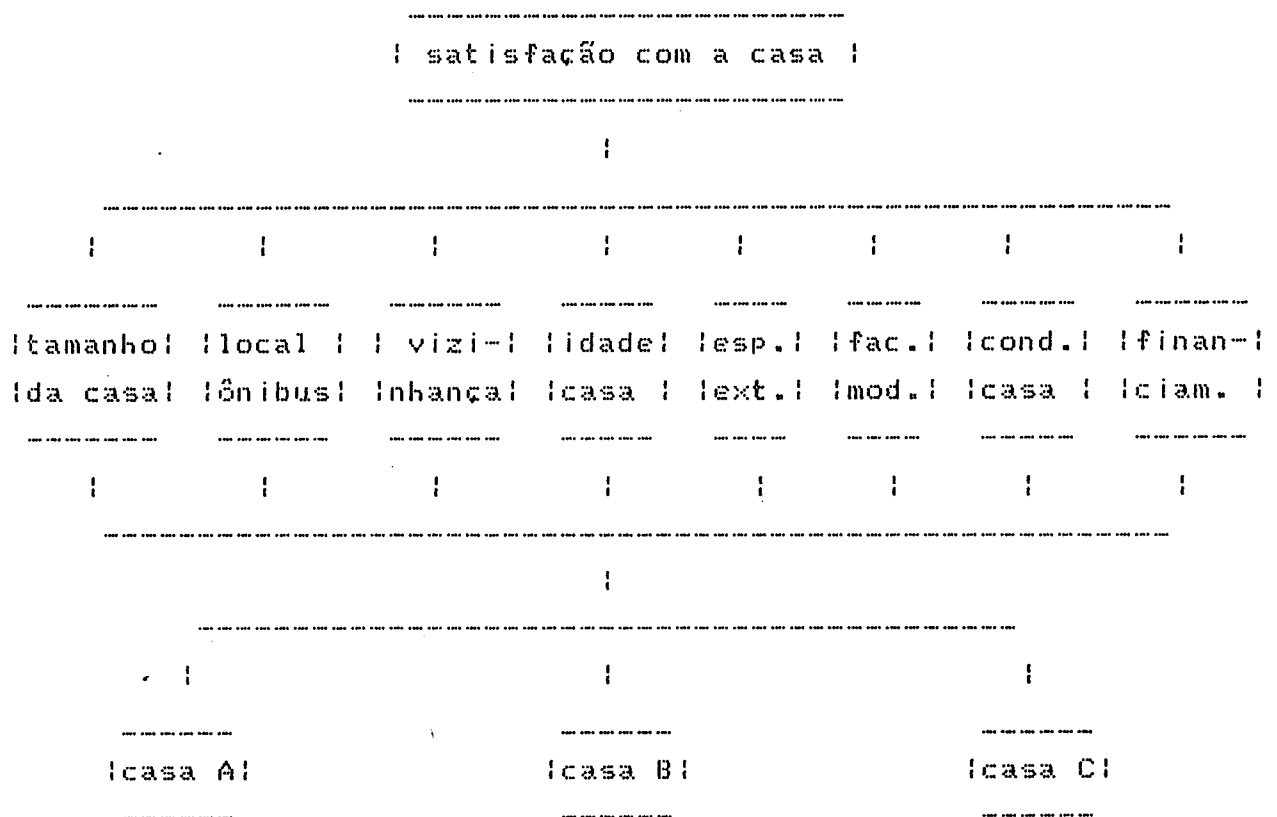 | satisfação com a casa |
|tamanho| |local | | vizi-| |idade| |esp.| |fac.| |cond.| |finan-|
|da casa| |ônibus| |nhança| |casa | |ext.| |mod.| |casa | |ciam. |
|casa A| |casa B| |casa C|